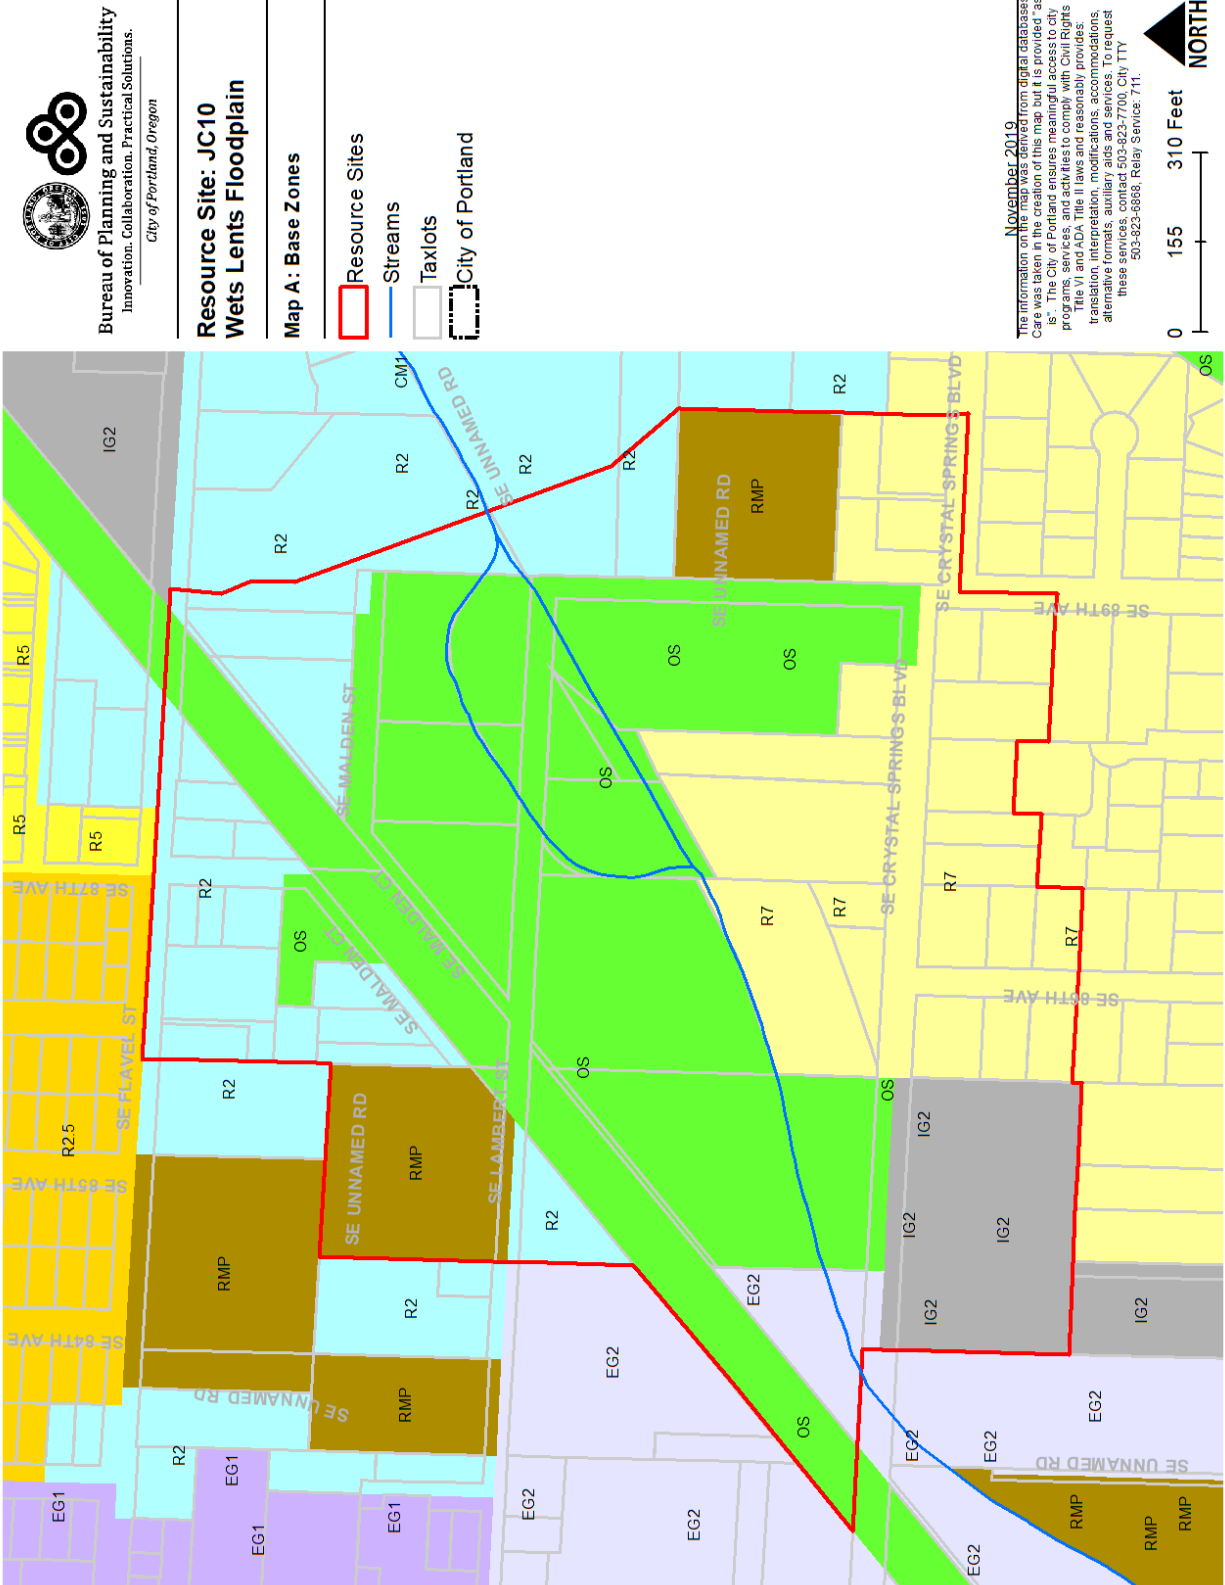 Bureau of Planning and Sustainability
Innovation. Collaboration. Practical Solutions.
City of Portland, Oregon
Resource Site: JC10
Wets Lents Floodplain
Map A: Base Zones
Resource Sites
Streams
Taxlots
City of Portland
November 2019
The information on the map was derived from digital databases
Care was taken in the creation of this map but it is provided "as
is". The City of Portland ensures meaningful access to city
programs, services, and activities to comply with Civil Rights
Title VI and ADA Title II laws and reasonably provides:
translation, interpretation, modifications, accommodations,
alternative formats, auxiliary aids and services. To request
these services, contact 503-823-7700, City TTY
503-823-6868, Relay Service: 711.
0 155 310 Feet
NORTH
EG1
R2.5
R5
R5
R5
IG2
SE 84TH AVE
SE 85TH AVE
SE 87TH AVE
SE FLAVEL ST
R2
EG1
EG1
RMP
R2
R2
R2
OS
SE UNNAMED RD
SE UNNAMED RD
SE MALDEN CT
SE MALDEN CT
SE MALDEN ST
EG1
RMP
R2
RMP
R2
CM1
SE UNNAMED RD
SE LAMBERT ST
R2
SE UNNAMED RD
EG2
R2
R2
EG2
OS
OS
R2
EG2
OS
SE UNNAMED RD
RMP
EG2
OS
R7
OS
OS
R7
R2
SE CRYSTAL SPRINGS BLVD
SE CRYSTAL SPRINGS BLVD
EG2
IG2
IG2
IG2
IG2
R7
R7
EG2
EG2
EG2
SE UNNAMED RD
SE 86TH AVE
SE 89TH AVE
IG2
RMP
RMP
RMP
OS